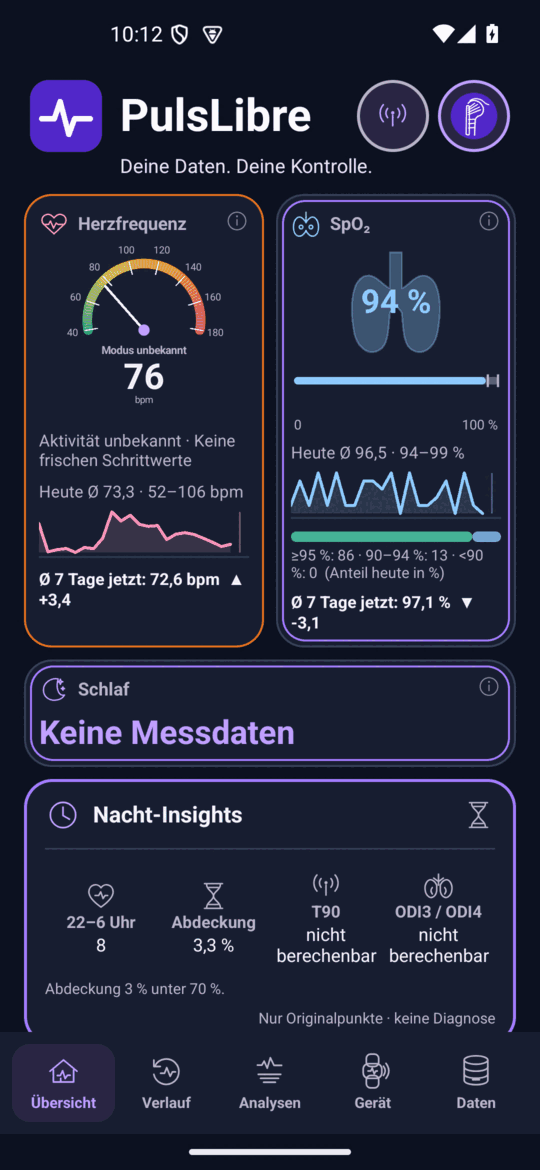 10:12
PulsLibre
Deine Daten. Deine Kontrolle.
Herzfrequenz
40
60
80
100
120
140
160
180
Modus unbekannt
76
bpm
Aktivität unbekannt · Keine
frischen Schrittwerte
Heute Ø 73,3 · 52–106 bpm
Ø 7 Tage jetzt: 72,6 bpm ▲
+3,4
SpO₂
94 %
0
100 %
Heute Ø 96,5 · 94–99 %
≥95 %: 86 · 90–94 %: 13 · <90
%: 0 (Anteil heute in %)
Ø 7 Tage jetzt: 97,1 % ▼
-3,1
Schlaf
Keine Messdaten
Nacht-Insights
22–6 Uhr
8
Abdeckung
3,3 %
T90
nicht
berechenbar
ODI3 / ODI4
nicht
berechenbar
Abdeckung 3 % unter 70 %.
Nur Originalpunkte · keine Diagnose
Übersicht
Verlauf
Analysen
Gerät
Daten